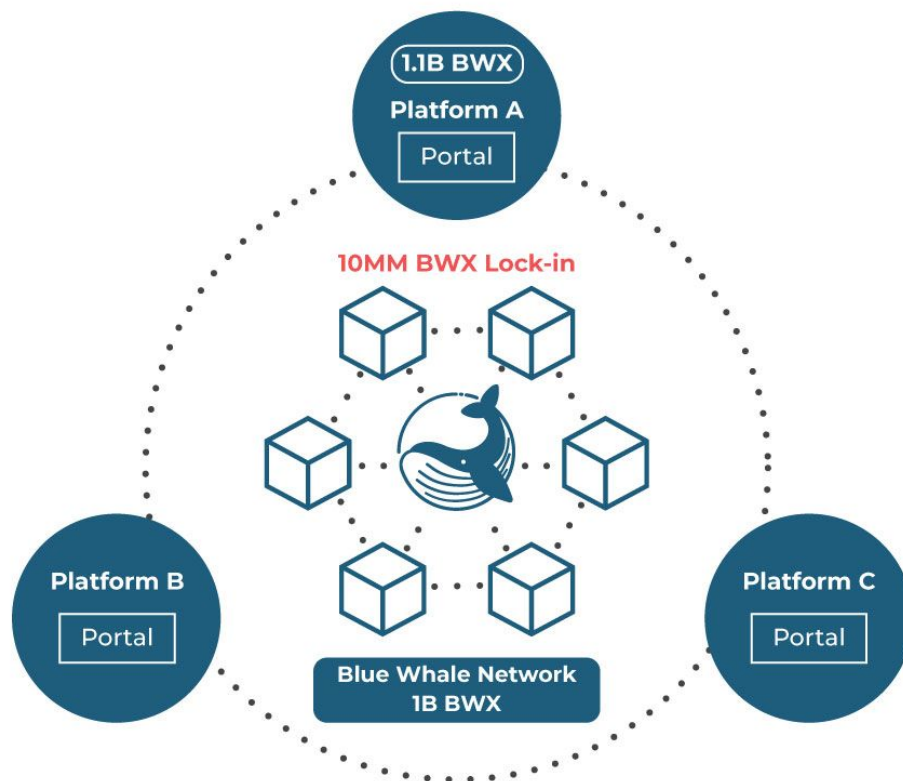 1.1B BWX
Platform A
Portal
10MM BWX Lock-in
Platform B
Portal
Platform C
Portal
Blue Whale Network
1B BWX